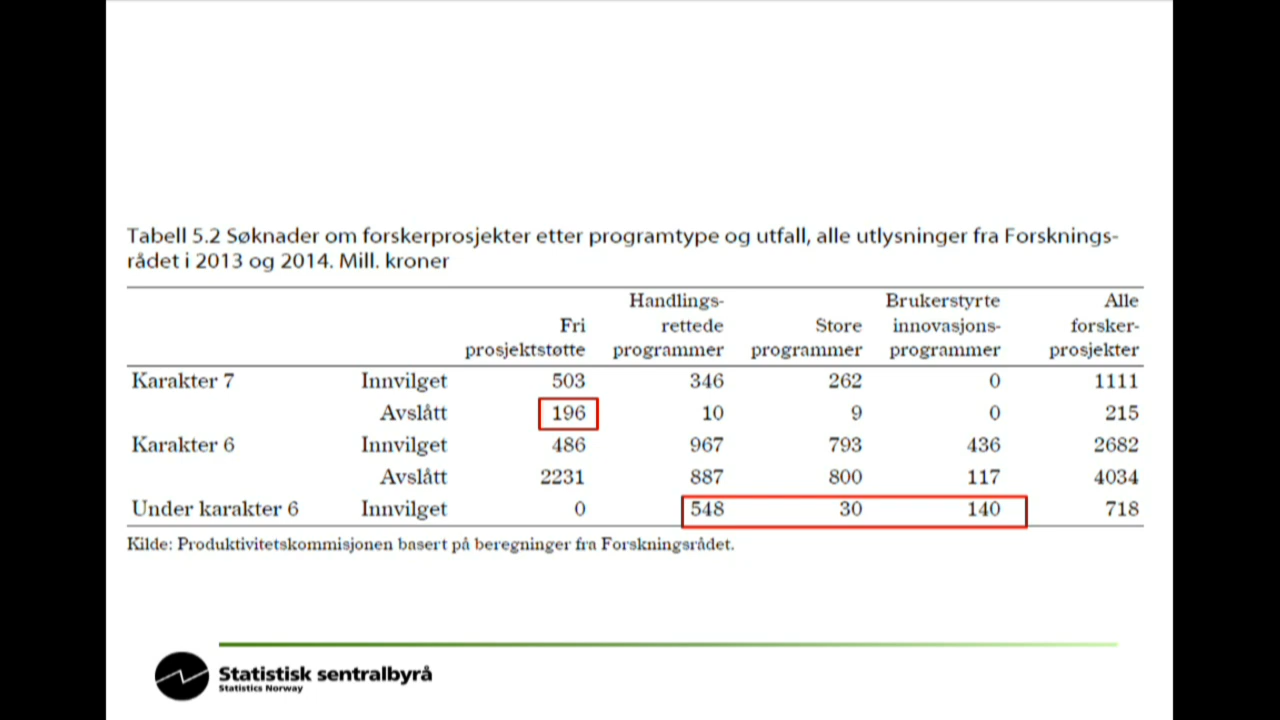 Tabell 5.2 Søknader om forskerprosjekter etter programtype og utfall, alle utlysninger fra Forsknings-
rådet i 2013 og 2014. Mill. kroner
Handlings- Brukerstyrte Alle
Fri rettede Store innovasjons- forsker-
prosjektstøtte programmer programmer programmer prosjekter
Karakter 7 Innvilget 503 346 262 0 1111
Avslått 196 10 9 0 215
Karakter 6 Innvilget 486 967 793 436 2682
Avslått 2231 887 800 117 4034
Under karakter 6 Innvilget 0 548 30 140 718
Kilde: Produktivitetskommisjonen basert på beregninger fra Forskningsrådet.
Statistisk sentralbyrå
Statistics Norway